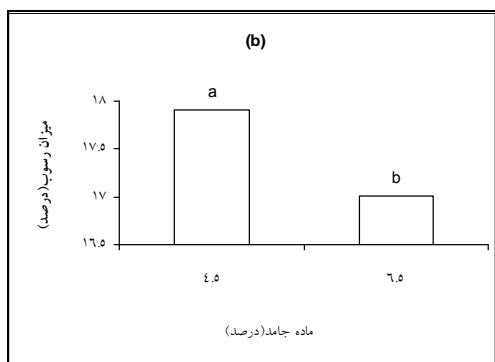 (b)
میزان رسوب(درصد)
۱۸
۱۷.۵
۱۷
۱۶.۵
a
b
٤.٥
٦.٥
ماده جامد(درصد)